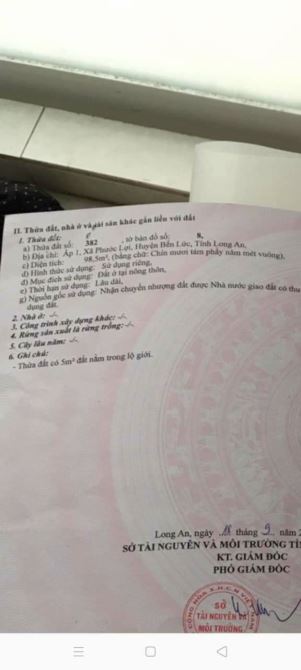 II. Thửa đất, nhà ở và tài sản khác gắn liền với đất
1. Thửa đất:
a) Thửa đất số: 382 , tờ bản đồ số: 8,
b) Địa chỉ: Ấp 1, Xã Phước Lợi, Huyện Bến Lức, Tỉnh Long An,
c) Diện tích: 98,5m², (bằng chữ: Chín mươi tám phẩy năm mét vuông),
d) Hình thức sử dụng: Sử dụng riêng,
đ) Mục đích sử dụng: Đất ở tại nông thôn,
e) Thời hạn sử dụng: Lâu dài,
g) Nguồn gốc sử dụng: Nhận chuyển nhượng đất được Nhà nước giao đất có thu
dụng đất.
2. Nhà ở: -/-
3. Công trình xây dựng khác: -/-
4. Rừng sản xuất là rừng trồng: -/-
5. Cây lâu năm: -/-
6. Ghi chú:
- Thửa đất có 5m² đất nằm trong lộ giới.
Long An, ngày tháng 9 năm 2
SỞ TÀI NGUYÊN VÀ MÔI TRƯỜNG TỈ
KT. GIÁM ĐỐC
PHÓ GIÁM ĐỐC
SỞ
TÀI NGUYÊN VÀ
MÔI TRƯỜNG